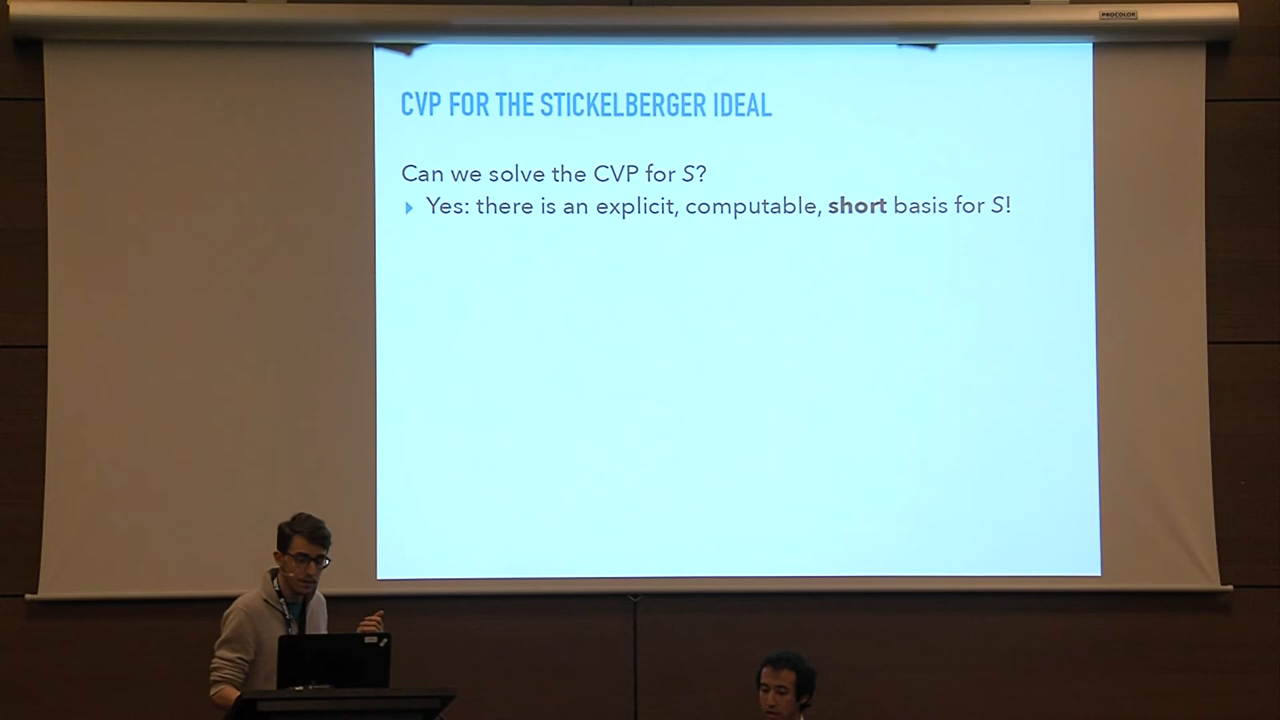 PROCOLOR
CVP FOR THE STICKELBERGER IDEAL
Can we solve the CVP for S?
Yes: there is an explicit, computable, short basis for S!